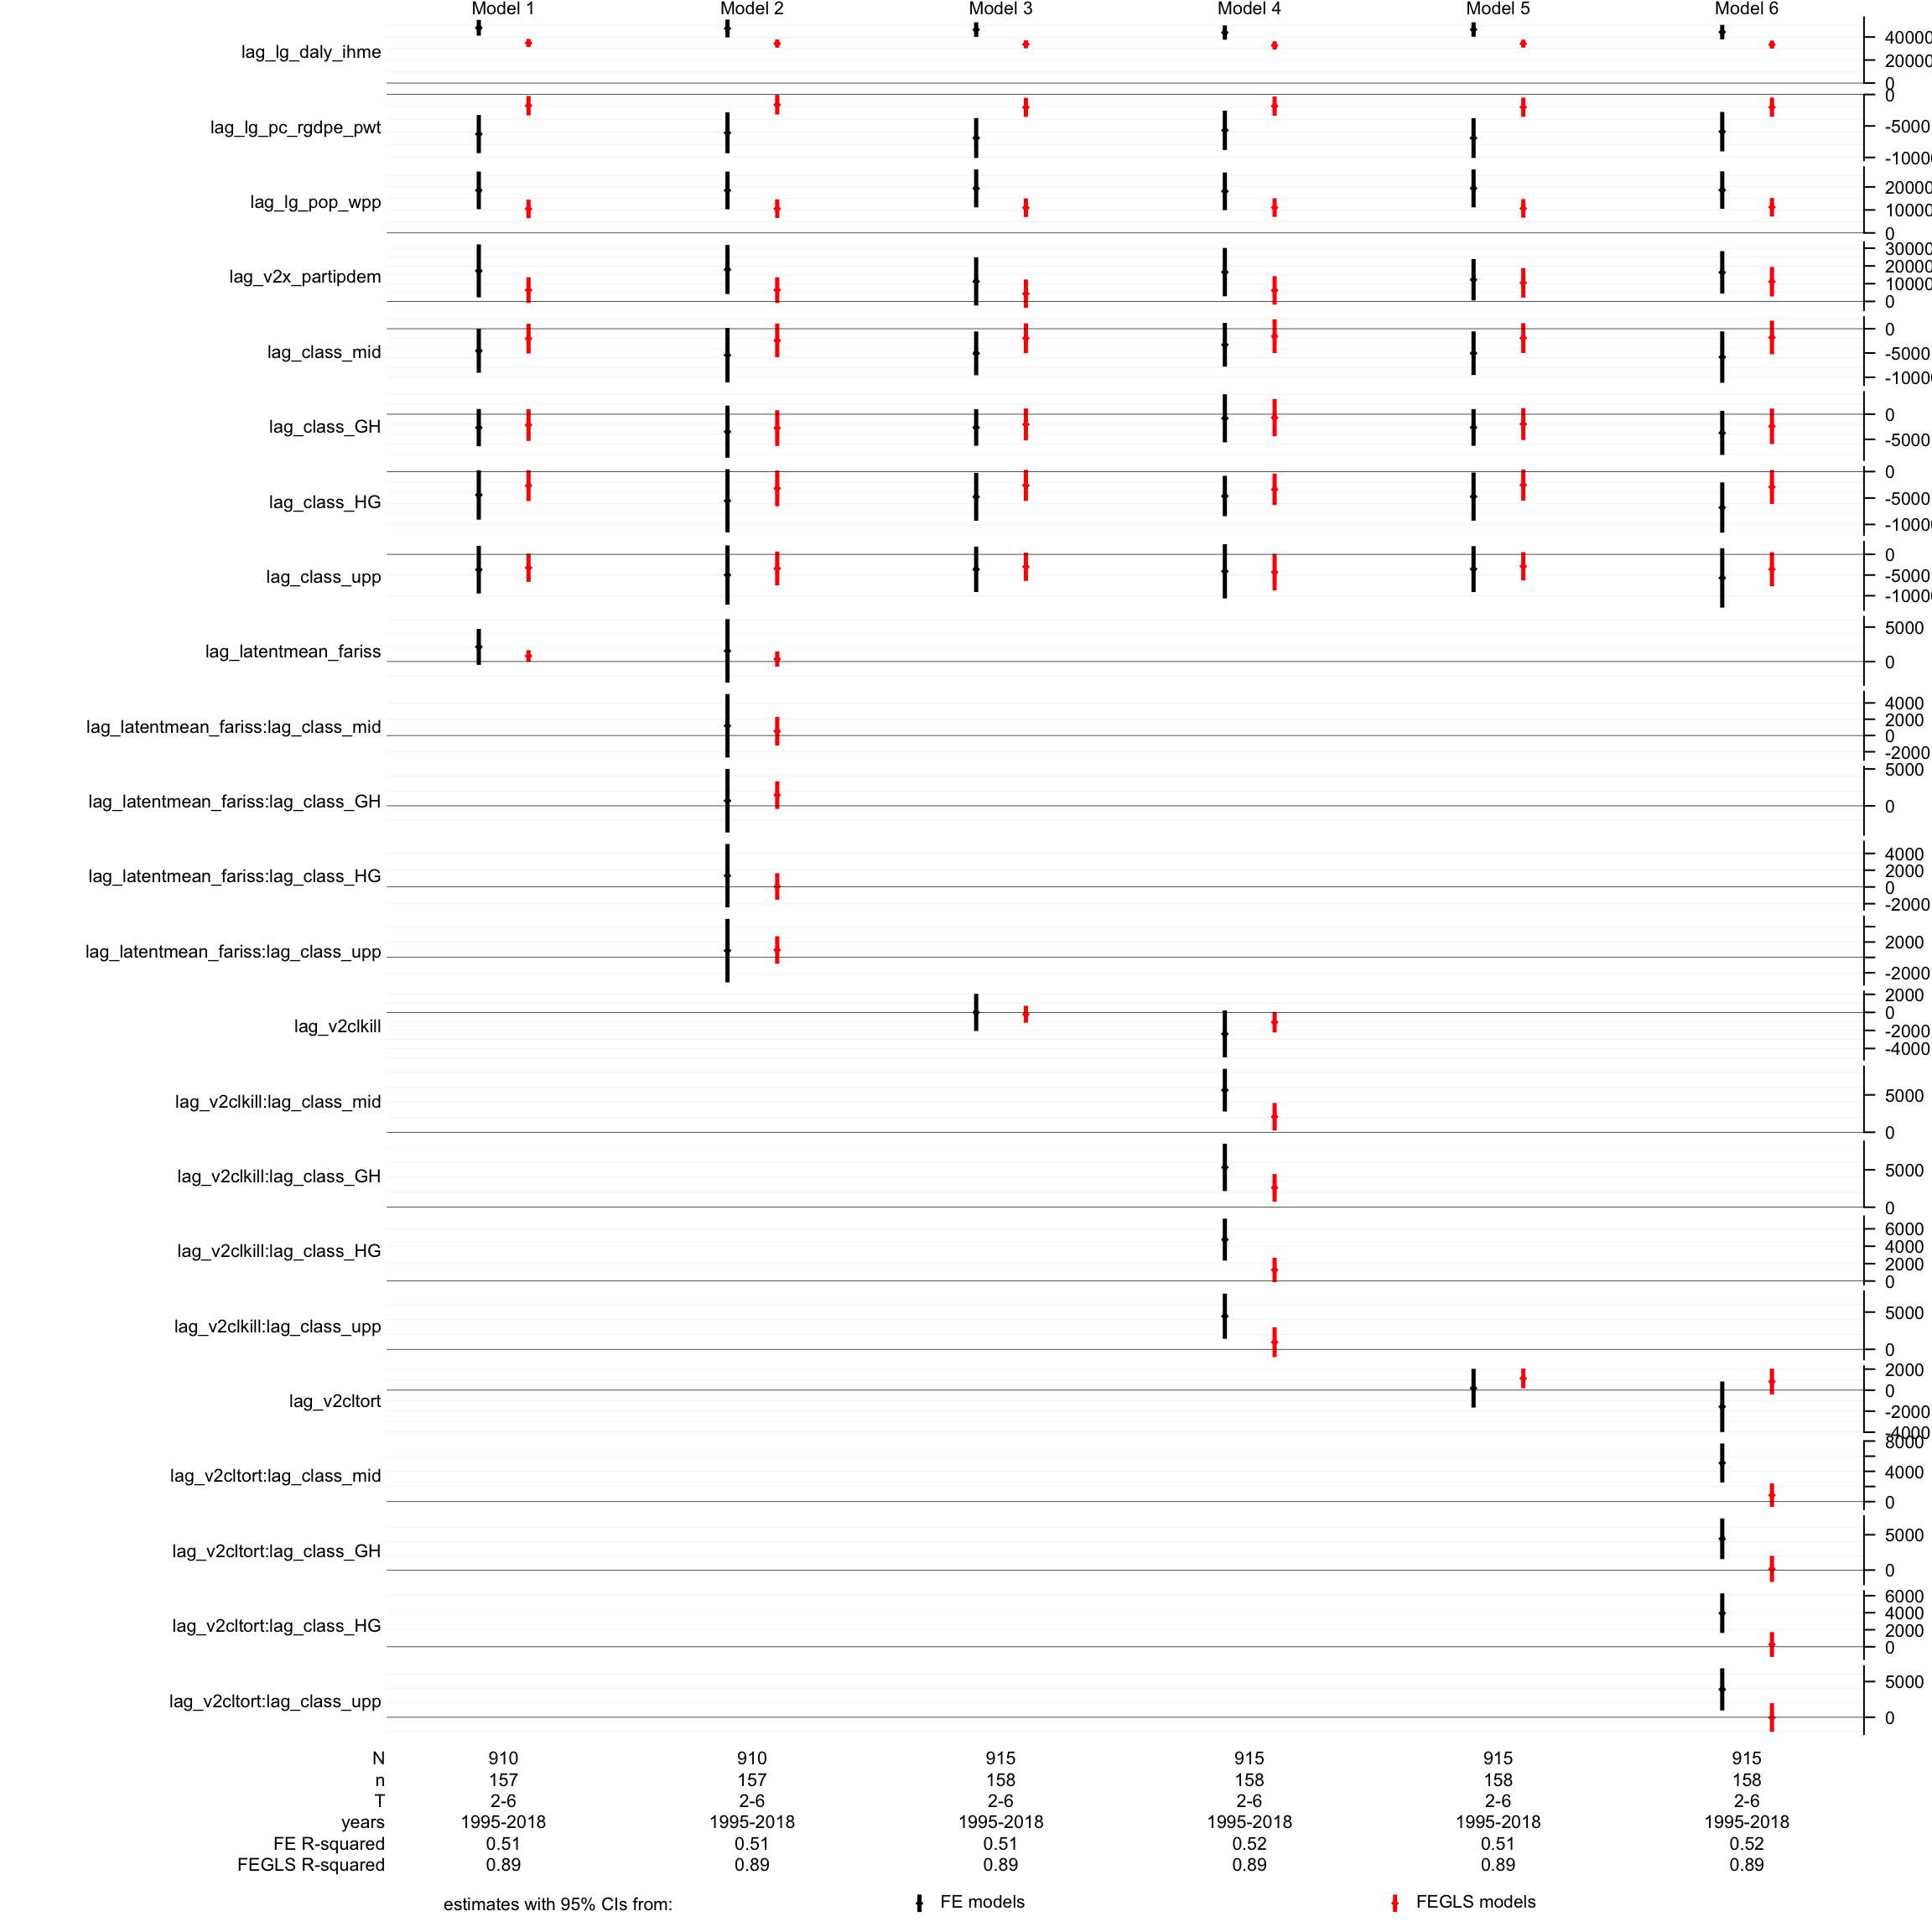 Model 1 Model 2 Model 3 Model 4 Model 5 Model 6
lag_lg_daly_ihme 40000
20000
0
lag_lg_pc_rgdpe_pwt 0
-5000
-10000
lag_lg_pop_wpp 20000
10000
0
lag_v2x_partipdem 30000
20000
10000
0
lag_class_mid 0
-5000
-10000
lag_class_GH 0
-5000
lag_class_HG 0
-5000
-10000
lag_class_upp 0
-5000
-10000
lag_latentmean_fariss 5000
0
lag_latentmean_fariss:lag_class_mid 4000
2000
0
-2000
lag_latentmean_fariss:lag_class_GH 5000
0
lag_latentmean_fariss:lag_class_HG 4000
2000
0
-2000
lag_latentmean_fariss:lag_class_upp 2000
-2000
lag_v2clkill 2000
0
-2000
-4000
lag_v2clkill:lag_class_mid 5000
0
lag_v2clkill:lag_class_GH 5000
0
lag_v2clkill:lag_class_HG 6000
4000
2000
0
lag_v2clkill:lag_class_upp 5000
0
lag_v2cltort 2000
0
-2000
-4000
lag_v2cltort:lag_class_mid 8000
4000
0
lag_v2cltort:lag_class_GH 5000
0
lag_v2cltort:lag_class_HG 6000
4000
2000
0
lag_v2cltort:lag_class_upp 5000
0
N 910 910 915 915 915 915
n 157 157 158 158 158 158
T 2-6 2-6 2-6 2-6 2-6 2-6
years 1995-2018 1995-2018 1995-2018 1995-2018 1995-2018 1995-2018
FE R-squared 0.51 0.51 0.51 0.52 0.51 0.52
FEGLS R-squared 0.89 0.89 0.89 0.89 0.89 0.89
estimates with 95% CIs from: FE models FEGLS models